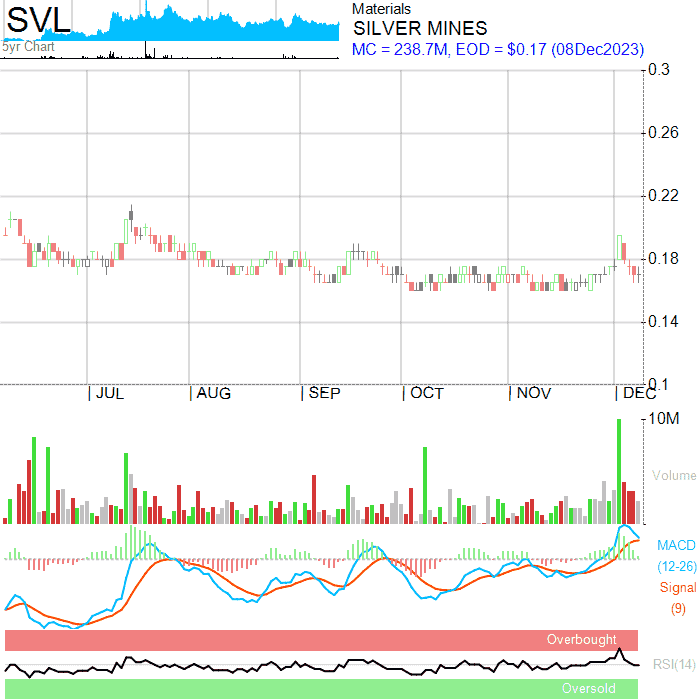 SVL
5yr Chart
Materials
SILVER MINES
MC = 238.7M, EOD = $0.17 (08Dec2023)
0.3
0.26
0.22
0.18
0.14
0.1
JUL AUG SEP OCT NOV DEC
10M
Volume
MACD
(12-26)
Signal
(9)
Overbought
RSI(14)
Oversold